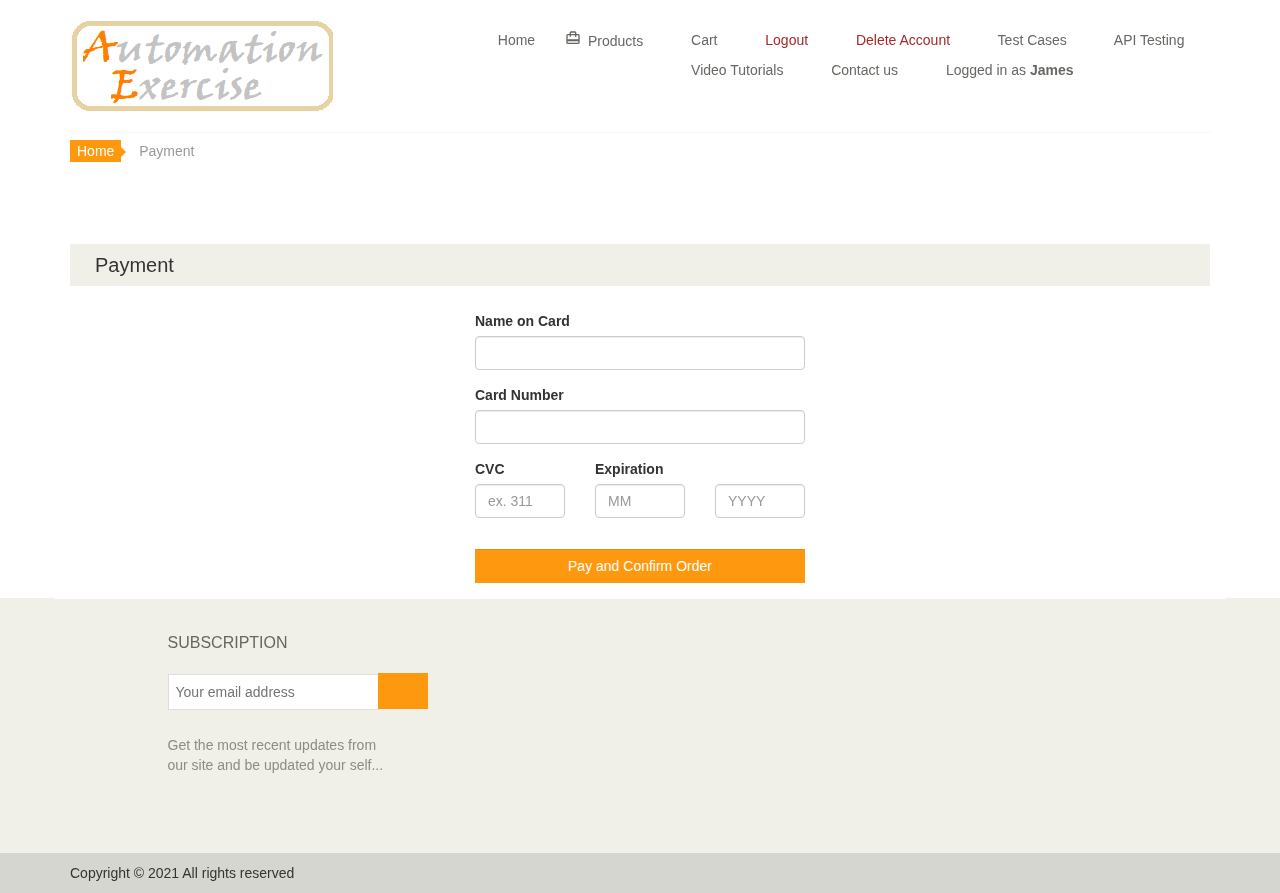 Automation
Exercise
Home Products Cart Logout Delete Account Test Cases API Testing
Video Tutorials Contact us Logged in as James
Home Payment
Payment
Name on Card
Card Number
CVC Expiration
ex. 311 MM YYYY
Pay and Confirm Order
SUBSCRIPTION
Your email address
Get the most recent updates from
our site and be updated your self...
Copyright © 2021 All rights reserved